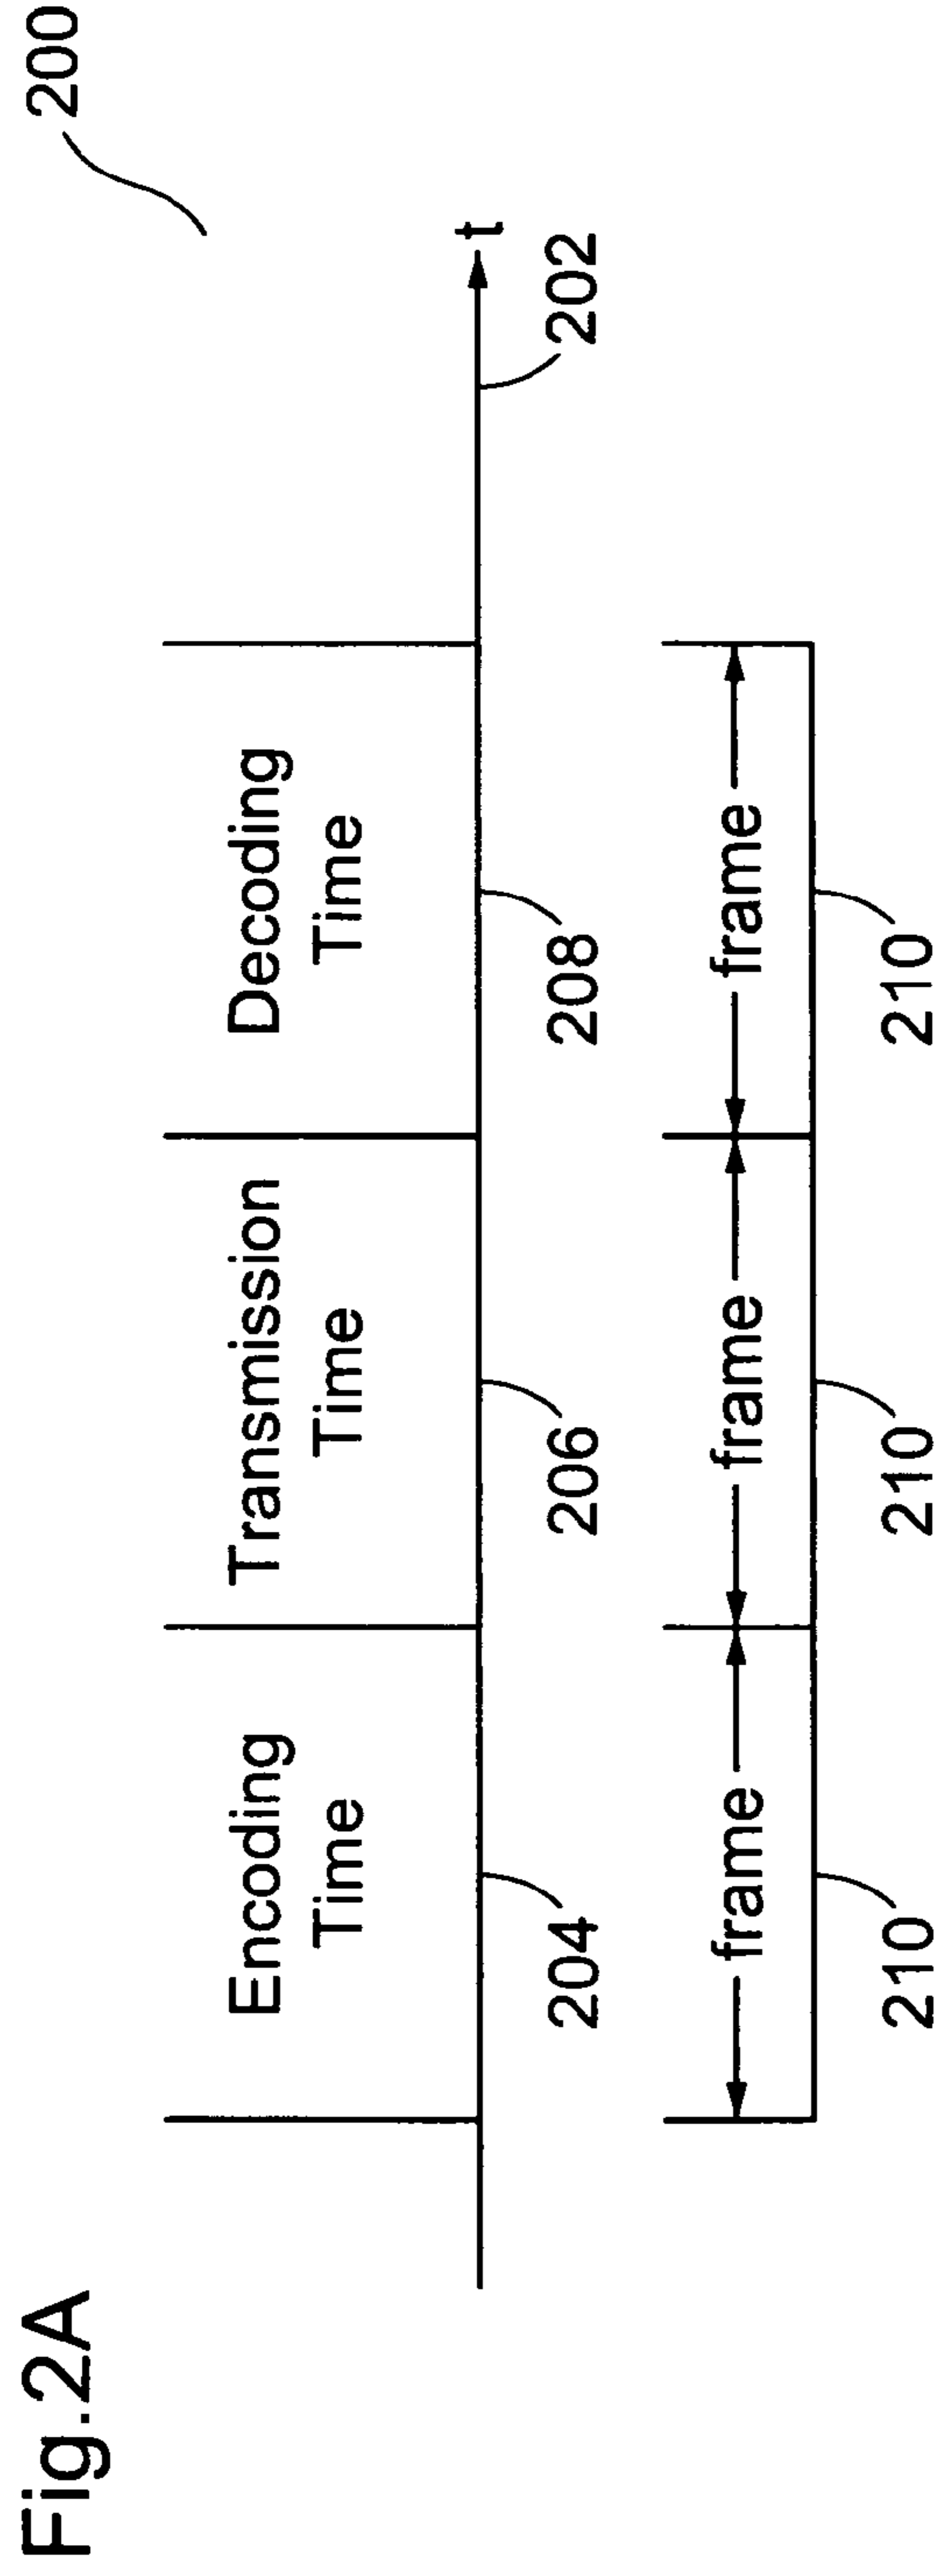 Fig.2A
200
Encoding
Time
Transmission
Time
Decoding
Time
t
204
206
208
202
frame
frame
frame
210
210
210